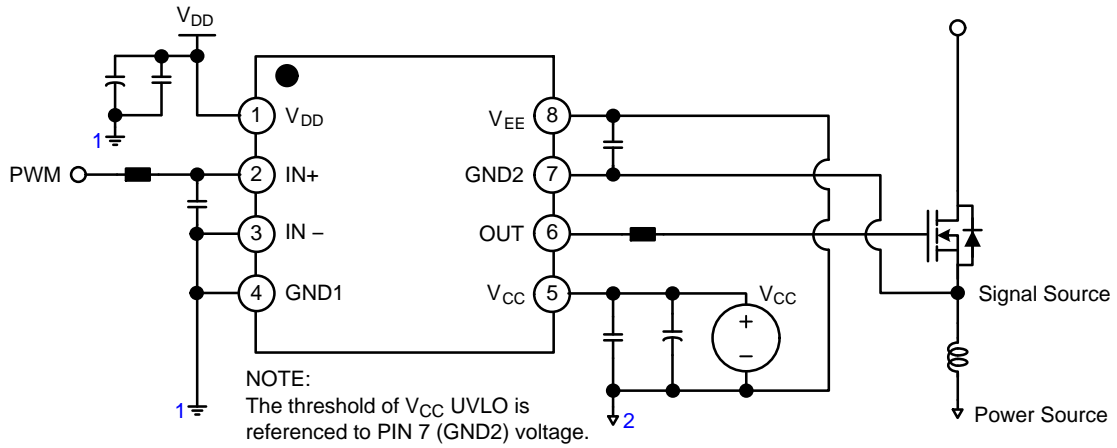 VDD
1
1 VDD
PWM
2 IN+
3 IN –
4 GND1
1
VEE 8
GND2 7
OUT 6
VCC 5
VCC
+
–
2
Signal Source
Power Source
NOTE:
The threshold of VCC UVLO is
referenced to PIN 7 (GND2) voltage.